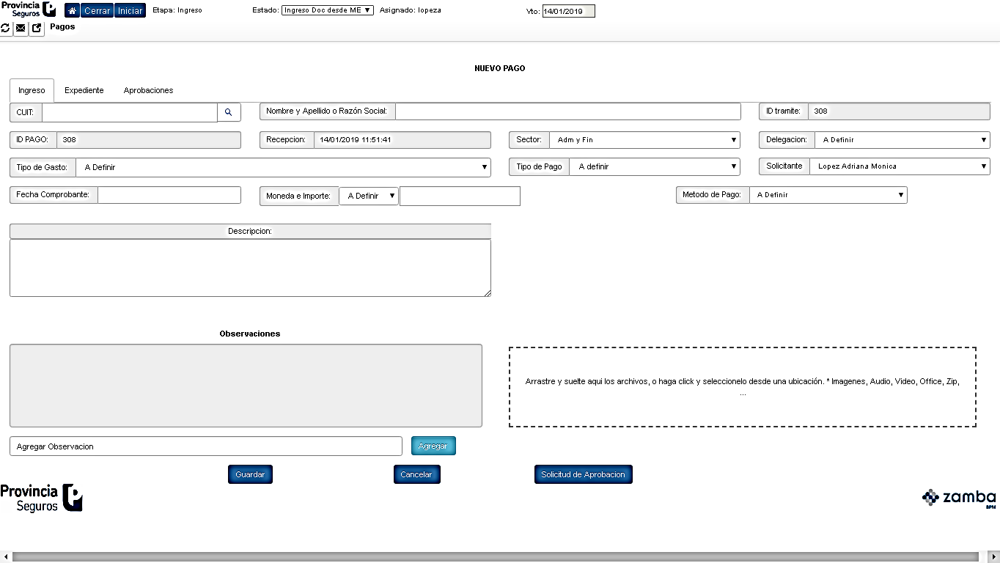 Provincia
Seguros
Cerrar Iniciar Etapa: Ingreso Estado: Ingreso Doc desde ME Asignado: lopeza Vto: 14/01/2019
Pagos
NUEVO PAGO
Ingreso Expediente Aprobaciones
CUIT: Nombre y Apellido o Razón Social: ID tramite: 308
ID PAGO: 308 Recepcion: 14/01/2019 11:51:41 Sector: Adm y Fin Delegacion: A Definir
Tipo de Gasto: A Definir Tipo de Pago A definir Solicitante Lopez Adriana Monica
Fecha Comprobante: Moneda e Importe: A Definir Metodo de Pago: A Definir
Descripcion:
Observaciones
Arrastre y suelte aqui los archivos, o haga click y seleccionelo desde una ubicación. * Imagenes, Audio, Video, Office, Zip,
...
Agregar Observacion Agregar
Guardar Cancelar Solicitud de Aprobacion
Provincia
Seguros
zamba
BPM